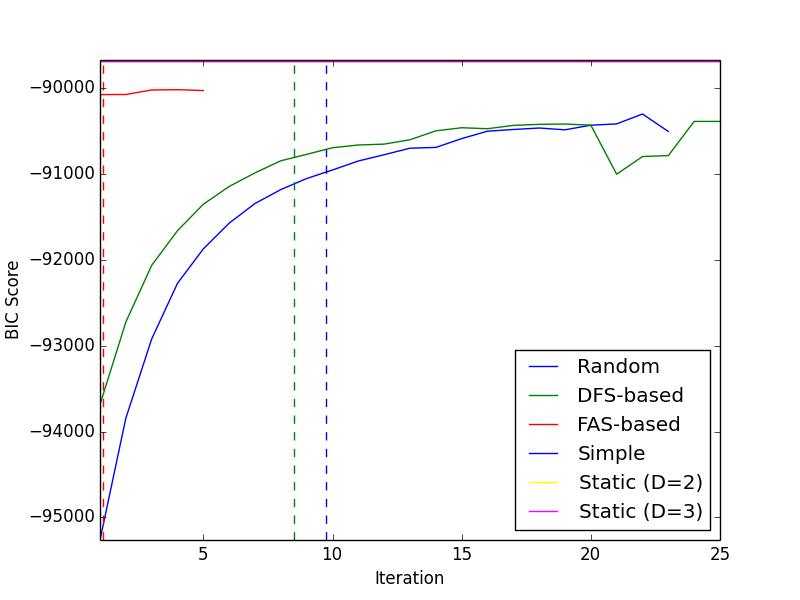 −90000
−91000
−92000
−93000
−94000
−95000
BIC Score
5
10
15
20
25
Iteration
Random
DFS-based
FAS-based
Simple
Static (D=2)
Static (D=3)